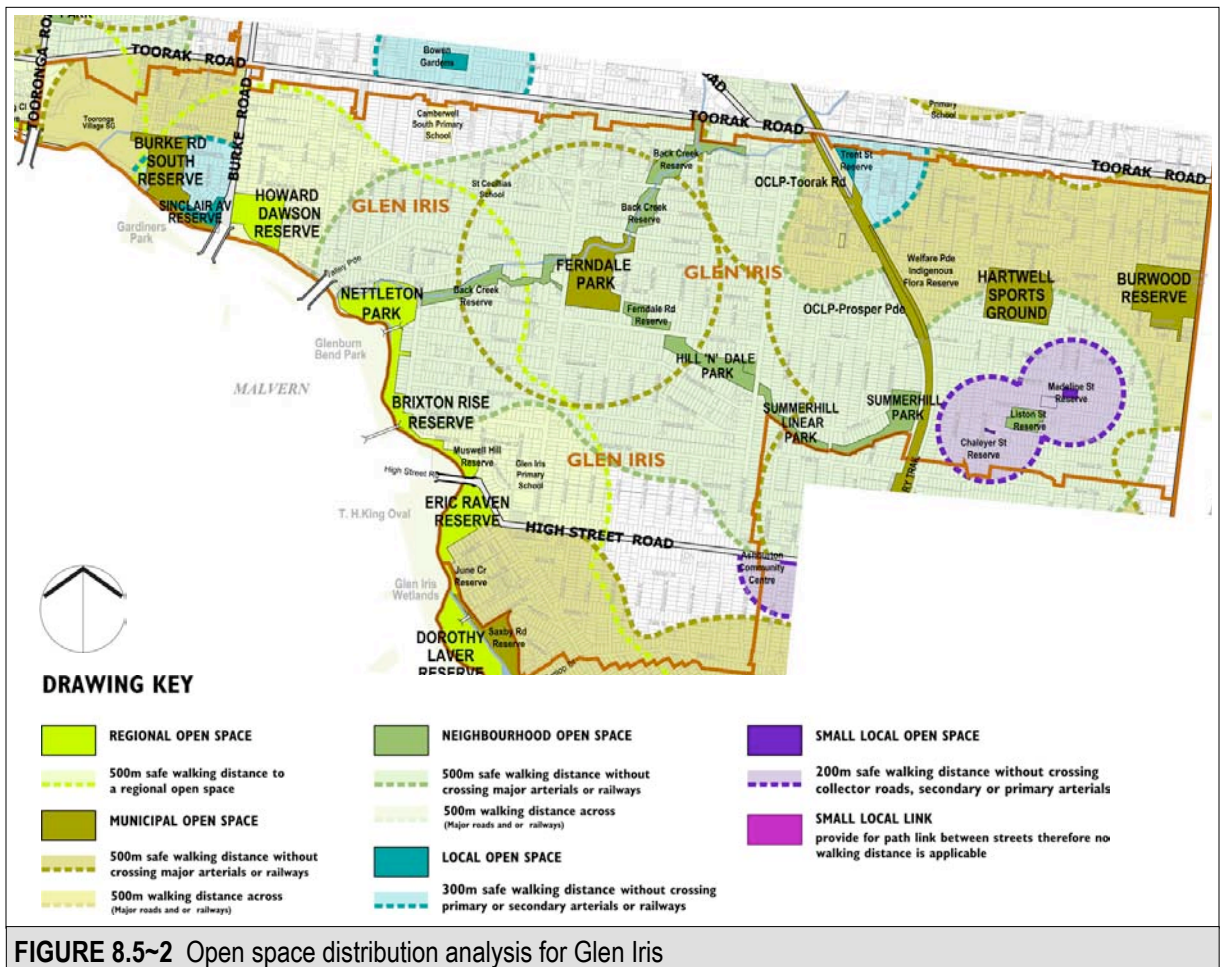 TOORONGA RO
TOORAK ROAD
Bowen
Gardens
Tooronga
Village SG
BURKE ROAD
BURKE RD
SOUTH
RESERVE
SINCLAIR AV
RESERVE
Gardiners
Park
HOWARD
DAWSON
RESERVE
GLEN IRIS
Camberwell
South Primary
School
St Cecilias
School
TOORAK ROAD
Back Creek
Reserve
Back Creek
Reserve
OCLP-Toorak Rd
Trent St
Reserve
Primary
School
TOORAK ROAD
Valley Pde
NETTLETON
PARK
Back Creek
Reserve
FERNDALE
PARK
GLEN IRIS
Ferndale Rd
Reserve
Welfare Pde
Indigenous
Flora Reserve
HARTWELL
SPORTS
GROUND
BURWOOD
RESERVE
OCLP-Prosper Pde
Glenburn
Bend Park
MALVERN
HILL 'N' DALE
PARK
BRIXTON RISE
RESERVE
SUMMERHILL
LINEAR
PARK
SUMMERHILL
PARK
Madeline St
Reserve
Liston St
Reserve
Chaleyer St
Reserve
Muswell Hill
Reserve
Glen Iris
Primary
School
GLEN IRIS
High Street Rd
T. H.King Oval
ERIC RAVEN
RESERVE
HIGH STREET ROAD
RY TRAK
Ashburton
Community
Centre
Glen Iris
Wetlands
June Cr
Reserve
Saxby Rd
Reserve
DOROTHY
LAVER
RESERVE
DRAWING KEY
REGIONAL OPEN SPACE
500m safe walking distance to
a regional open space
MUNICIPAL OPEN SPACE
500m safe walking distance without
crossing major arterials or railways
500m walking distance across
(Major roads and or railways)
NEIGHBOURHOOD OPEN SPACE
500m safe walking distance without
crossing major arterials or railways
500m walking distance across
(Major roads and or railways)
LOCAL OPEN SPACE
300m safe walking distance without crossing
primary or secondary arterials or railways
SMALL LOCAL OPEN SPACE
200m safe walking distance without crossing
collector roads, secondary or primary arterials
SMALL LOCAL LINK
provide for path link between streets therefore no
walking distance is applicable
FIGURE 8.5~2 Open space distribution analysis for Glen Iris